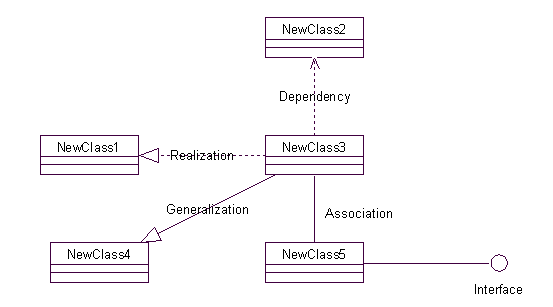 NewClass2
Dependency
NewClass1
Realization
NewClass3
Generalization
Association
NewClass4
NewClass5
Interface